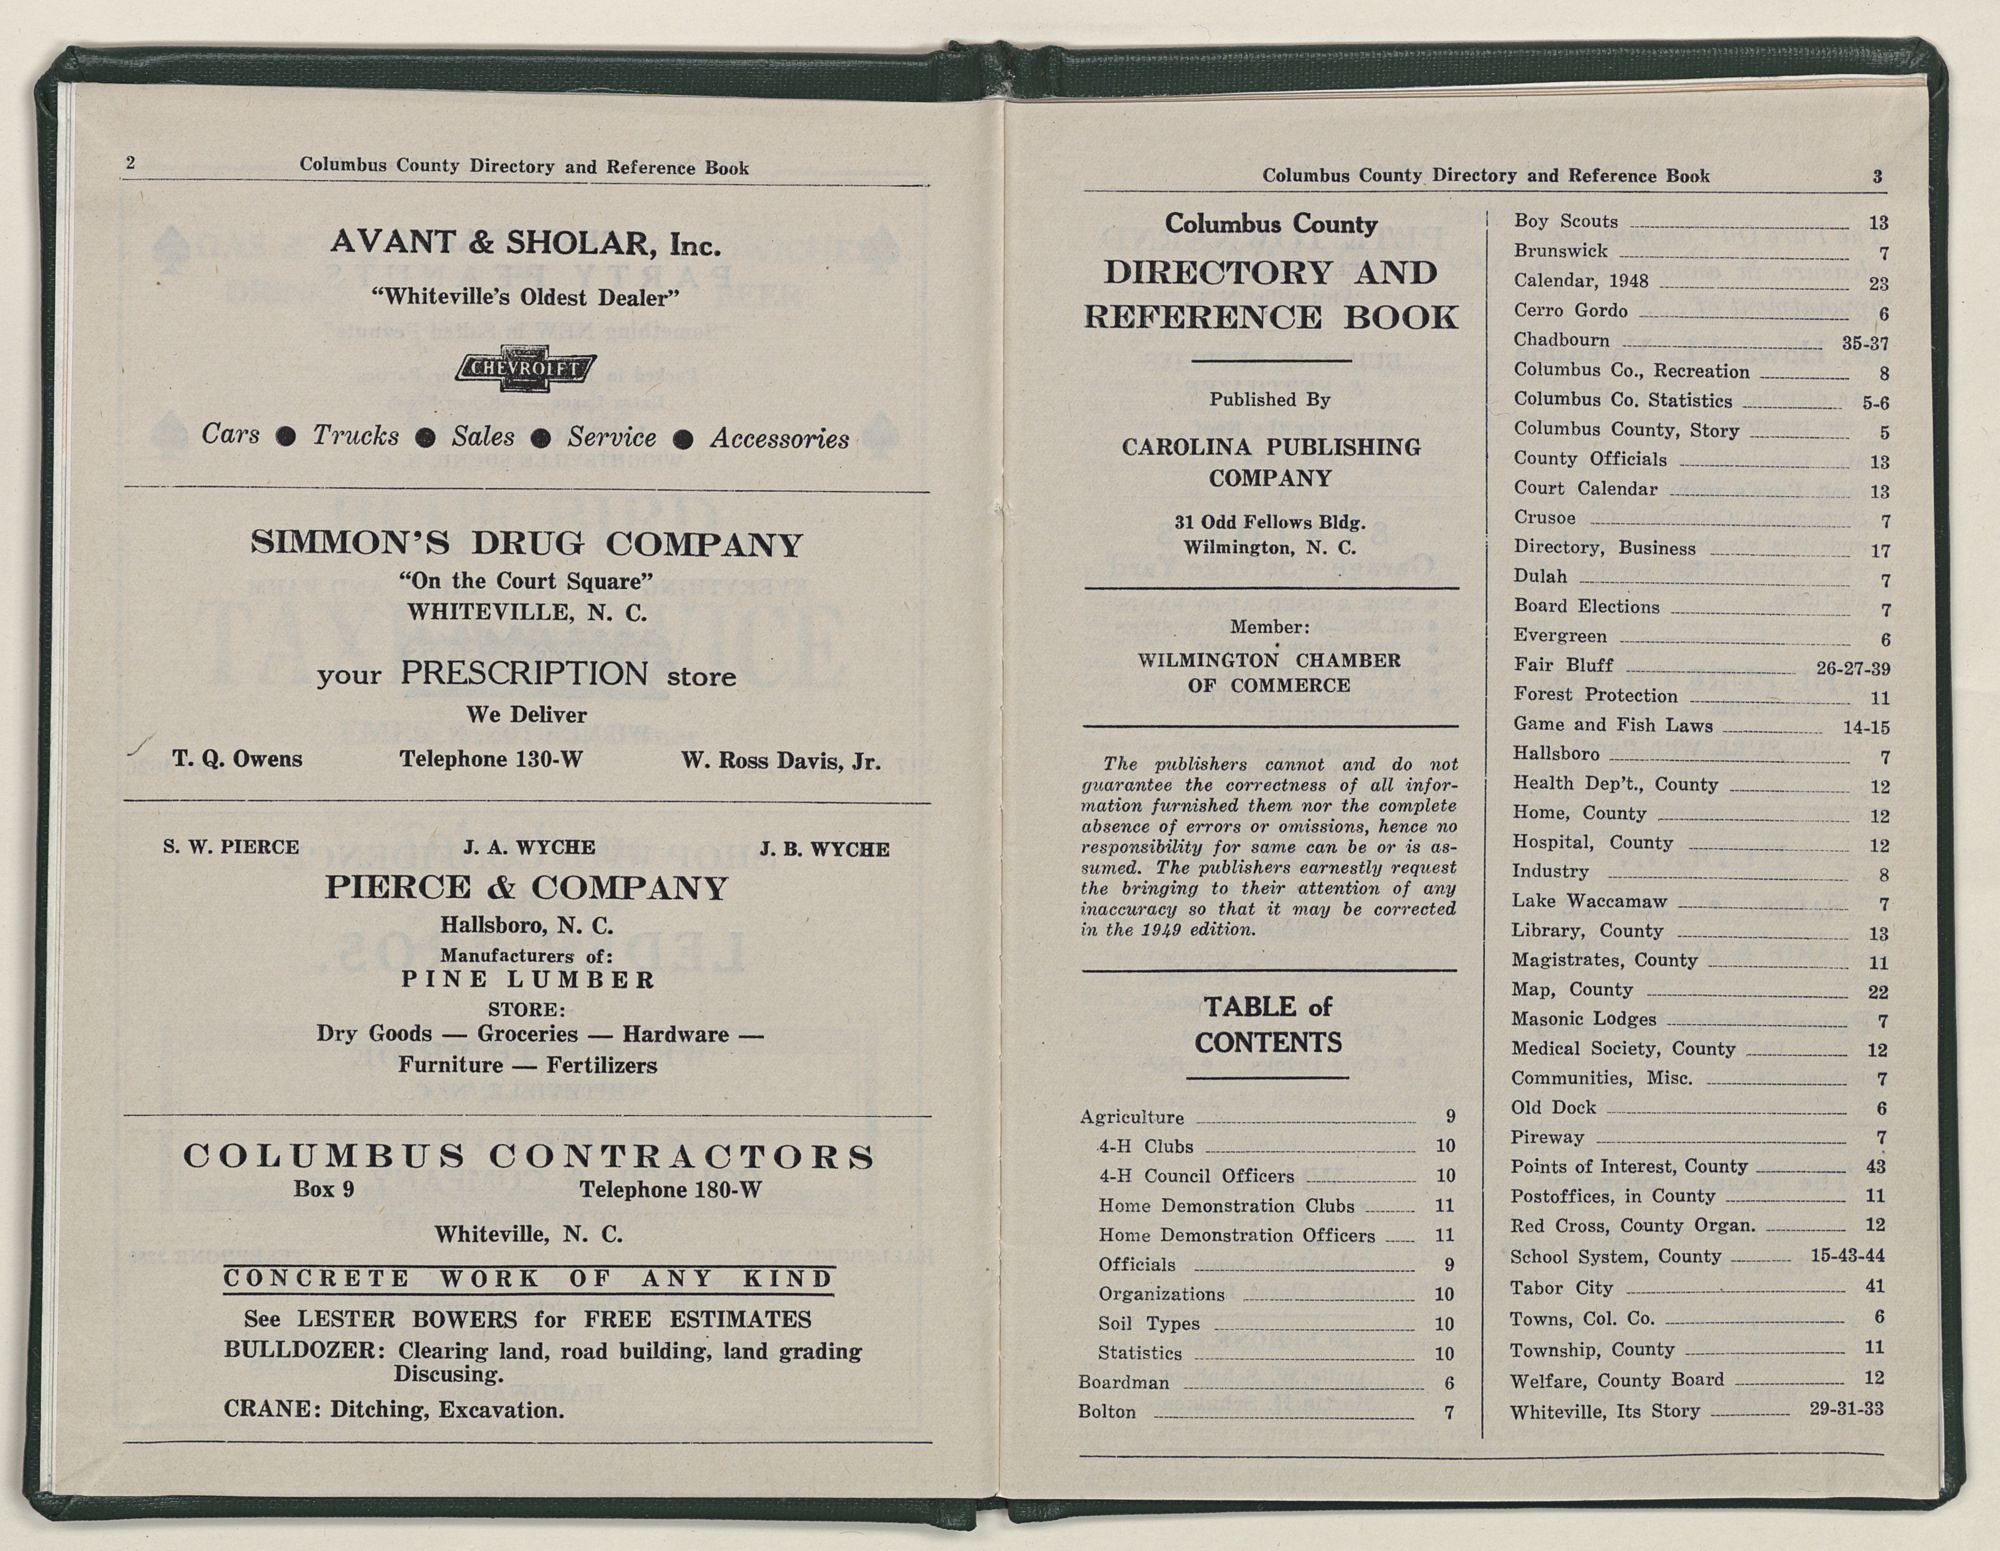 2
Columbus County Directory and Reference Book
AVANT & SHOLAR, Inc.
“Whiteville’s Oldest Dealer”
CHEVROLET
Cars ● Trucks ● Sales ● Service ● Accessories
SIMMON’S DRUG COMPANY
“On the Court Square”
WHITEVILLE, N. C.
your PRESCRIPTION store
We Deliver
T. Q. Owens Telephone 130-W W. Ross Davis, Jr.
S. W. PIERCE J. A. WYCHE J. B. WYCHE
PIERCE & COMPANY
Hallsboro, N. C.
Manufacturers of:
PINE LUMBER
STORE:
Dry Goods — Groceries — Hardware —
Furniture — Fertilizers
COLUMBUS CONTRACTORS
Box 9 Telephone 180-W
Whiteville, N. C.
CONCRETE WORK OF ANY KIND
See LESTER BOWERS for FREE ESTIMATES
BULLDOZER: Clearing land, road building, land grading
Discusing.
CRANE: Ditching, Excavation.
Columbus County Directory and Reference Book 3
Columbus County
DIRECTORY AND
REFERENCE BOOK
Published By
CAROLINA PUBLISHING
COMPANY
31 Odd Fellows Bldg.
Wilmington, N. C.
Member:
WILMINGTON CHAMBER
OF COMMERCE
The publishers cannot and do not
guarantee the correctness of all infor-
mation furnished them nor the complete
absence of errors or omissions, hence no
responsibility for same can be or is as-
sumed. The publishers earnestly request
the bringing to their attention of any
inaccuracy so that it may be corrected
in the 1949 edition.
TABLE of
CONTENTS
Agriculture 9
4-H Clubs 10
4-H Council Officers 10
Home Demonstration Clubs 11
Home Demonstration Officers 11
Officials 9
Organizations 10
Soil Types 10
Statistics 10
Boardman 6
Bolton 7
Boy Scouts 13
Brunswick 7
Calendar, 1948 23
Cerro Gordo 6
Chadbourn 35-37
Columbus Co., Recreation 8
Columbus Co. Statistics 5-6
Columbus County, Story 5
County Officials 13
Court Calendar 13
Crusoe 7
Directory, Business 17
Dulah 7
Board Elections 7
Evergreen 6
Fair Bluff 26-27-39
Forest Protection 11
Game and Fish Laws 14-15
Hallsboro 7
Health Dep’t., County 12
Home, County 12
Hospital, County 12
Industry 8
Lake Waccamaw 7
Library, County 13
Magistrates, County 11
Map, County 22
Masonic Lodges 7
Medical Society, County 12
Communities, Misc. 7
Old Dock 6
Pireway 7
Points of Interest, County 43
Postoffices, in County 11
Red Cross, County Organ. 12
School System, County 15-43-44
Tabor City 41
Towns, Col. Co. 6
Township, County 11
Welfare, County Board 12
Whiteville, Its Story 29-31-33